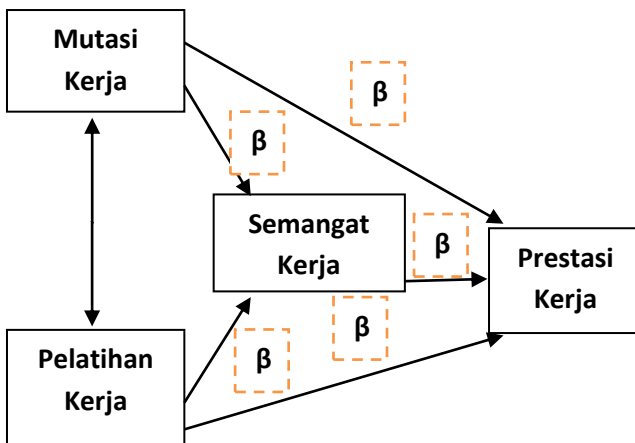 Mutasi
Kerja
β
β
Semangat
Kerja
β
Prestasi
Kerja
β
Pelatihan
Kerja
β